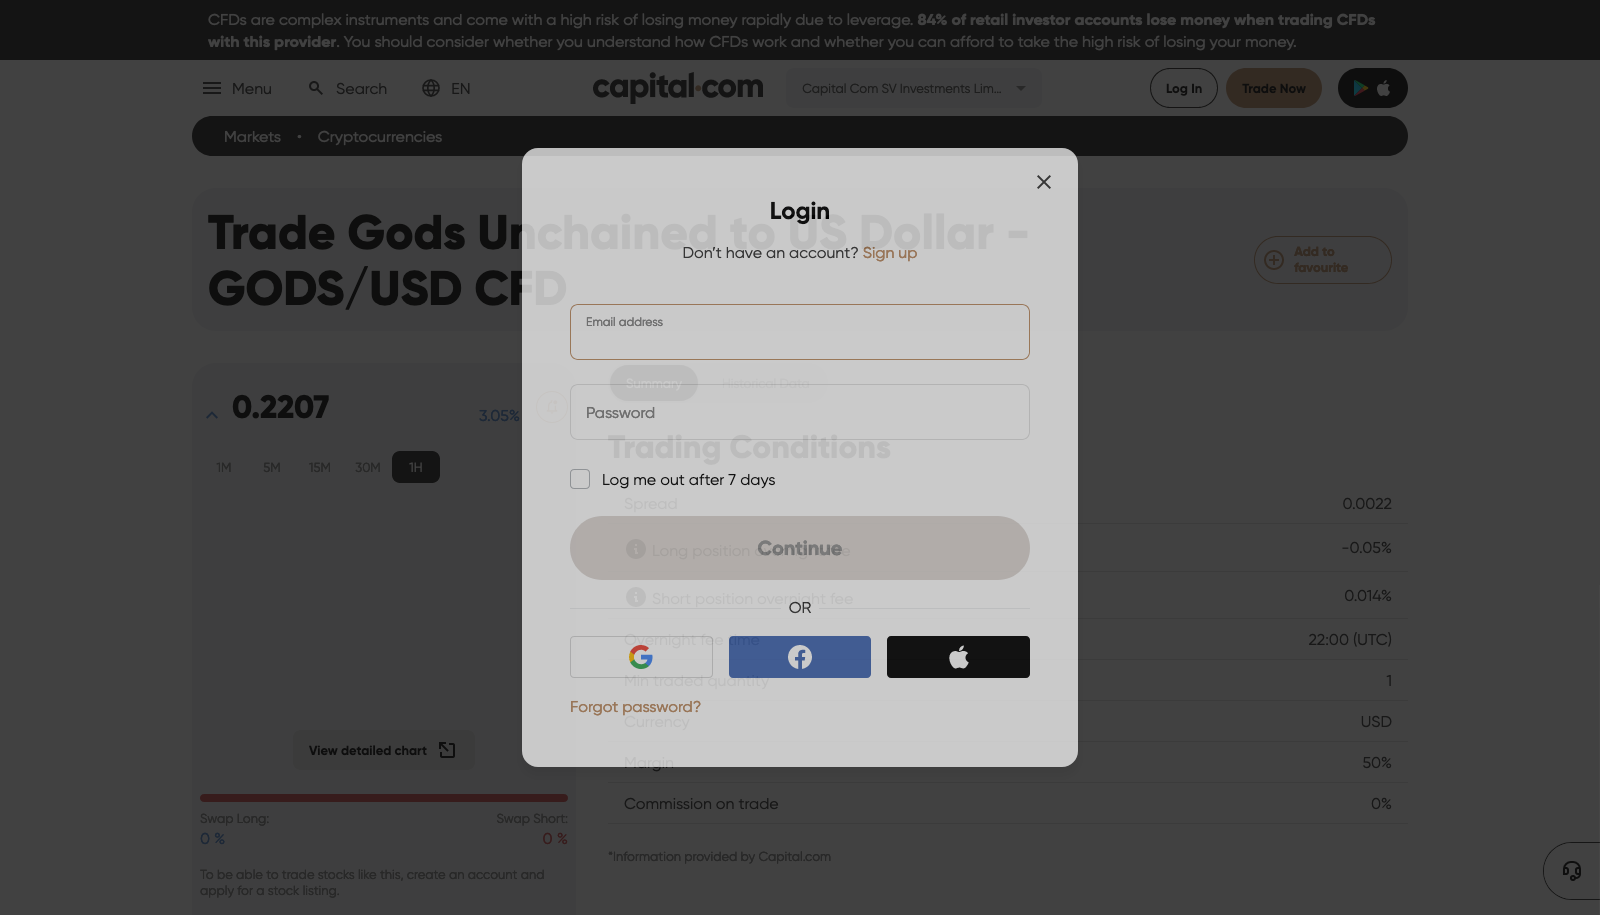 CFDs are complex instruments and come with a high risk of losing money rapidly due to leverage. 84% of retail investor accounts lose money when trading CFDs
with this provider. You should consider whether you understand how CFDs work and whether you can afford to take the high risk of losing your money.
Menu
Search
EN
capital.com
Capital Com SV Investments Lim...
Log In
Trade Now
Markets • Cryptocurrencies
Trade Gods Unchained to US Dollar -
GODS/USD CFD
Add to
favourite
0.2207
3.05%
1M 5M 15M 30M 1H
View detailed chart
Swap Long:
0 %
Swap Short:
0 %
To be able to trade stocks like this, create an account and
apply for a stock listing.
Login
Don't have an account? Sign up
Email address
Password
Log me out after 7 days
Continue
OR
Forgot password?
Summary
Historical Data
Trading Conditions
Spread 0.0022
Long position overnight fee -0.05%
Short position overnight fee 0.014%
Overnight fee time 22:00 (UTC)
Min traded quantity 1
Currency USD
Margin 50%
Commission on trade 0%
*Information provided by Capital.com